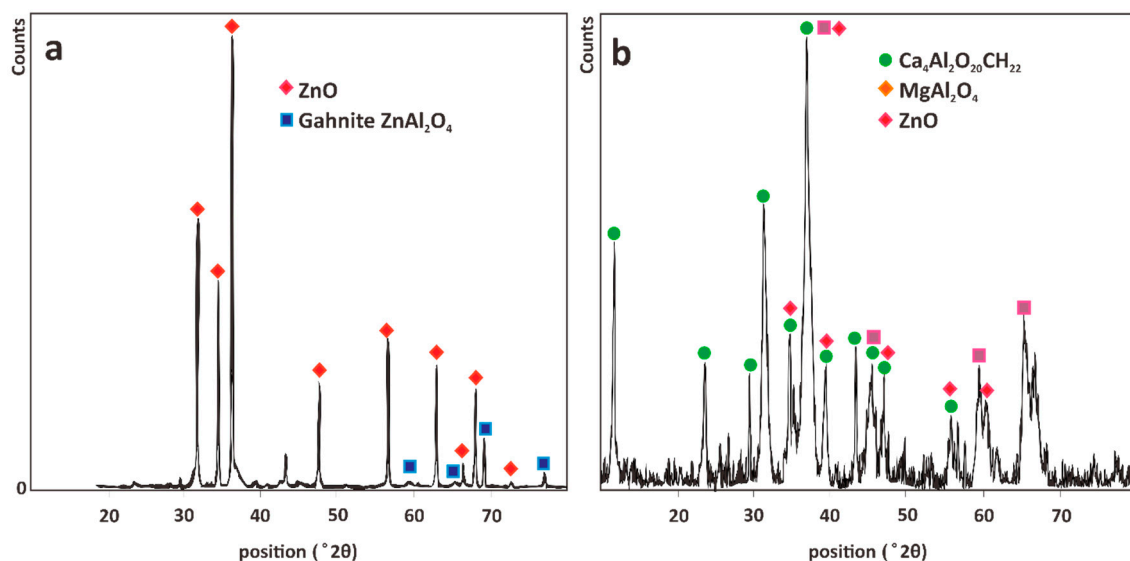 Counts
a
ZnO
Gahnite ZnAl₂O₄
0
20 30 40 50 60 70
position (°2θ)
Counts
b
Ca₄Al₂O₂₀CH₂₂
MgAl₂O₄
ZnO
0
20 30 40 50 60 70
position (°2θ)